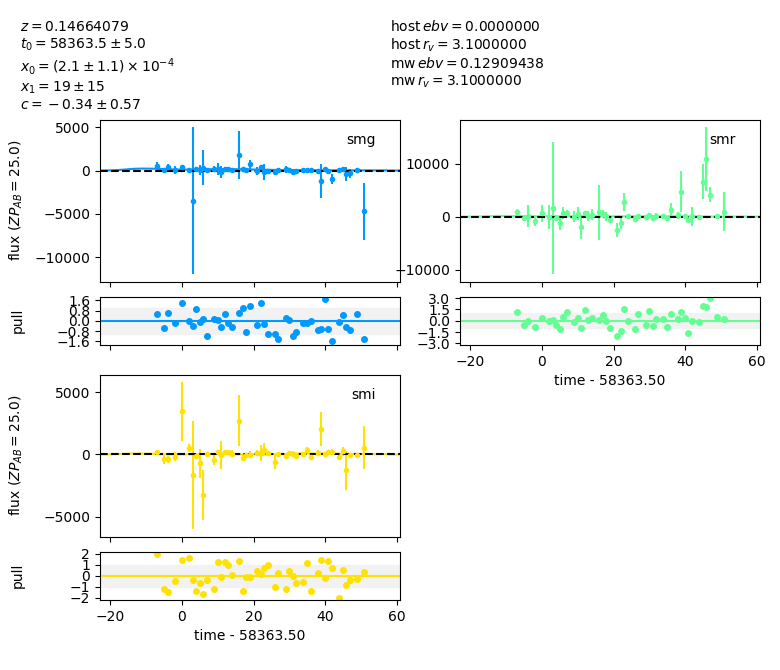 z = 0.14664079
t₀ = 58363.5 ± 5.0
x₀ = (2.1 ± 1.1) × 10⁻⁴
x₁ = 19 ± 15
c = −0.34 ± 0.57
host ebv = 0.0000000
host r_v = 3.1000000
mw ebv = 0.12909438
mw r_v = 3.1000000
smg
flux (ZP_AB = 25.0)
5000
0
−5000
−10000
pull
1.6
0.8
0.0
−0.8
−1.6
smr
10000
0
−10000
3.0
1.5
0.0
−1.5
−3.0
−20 0 20 40 60
time - 58363.50
smi
flux (ZP_AB = 25.0)
5000
0
−5000
pull
2
1
0
−1
−2
−20 0 20 40 60
time - 58363.50